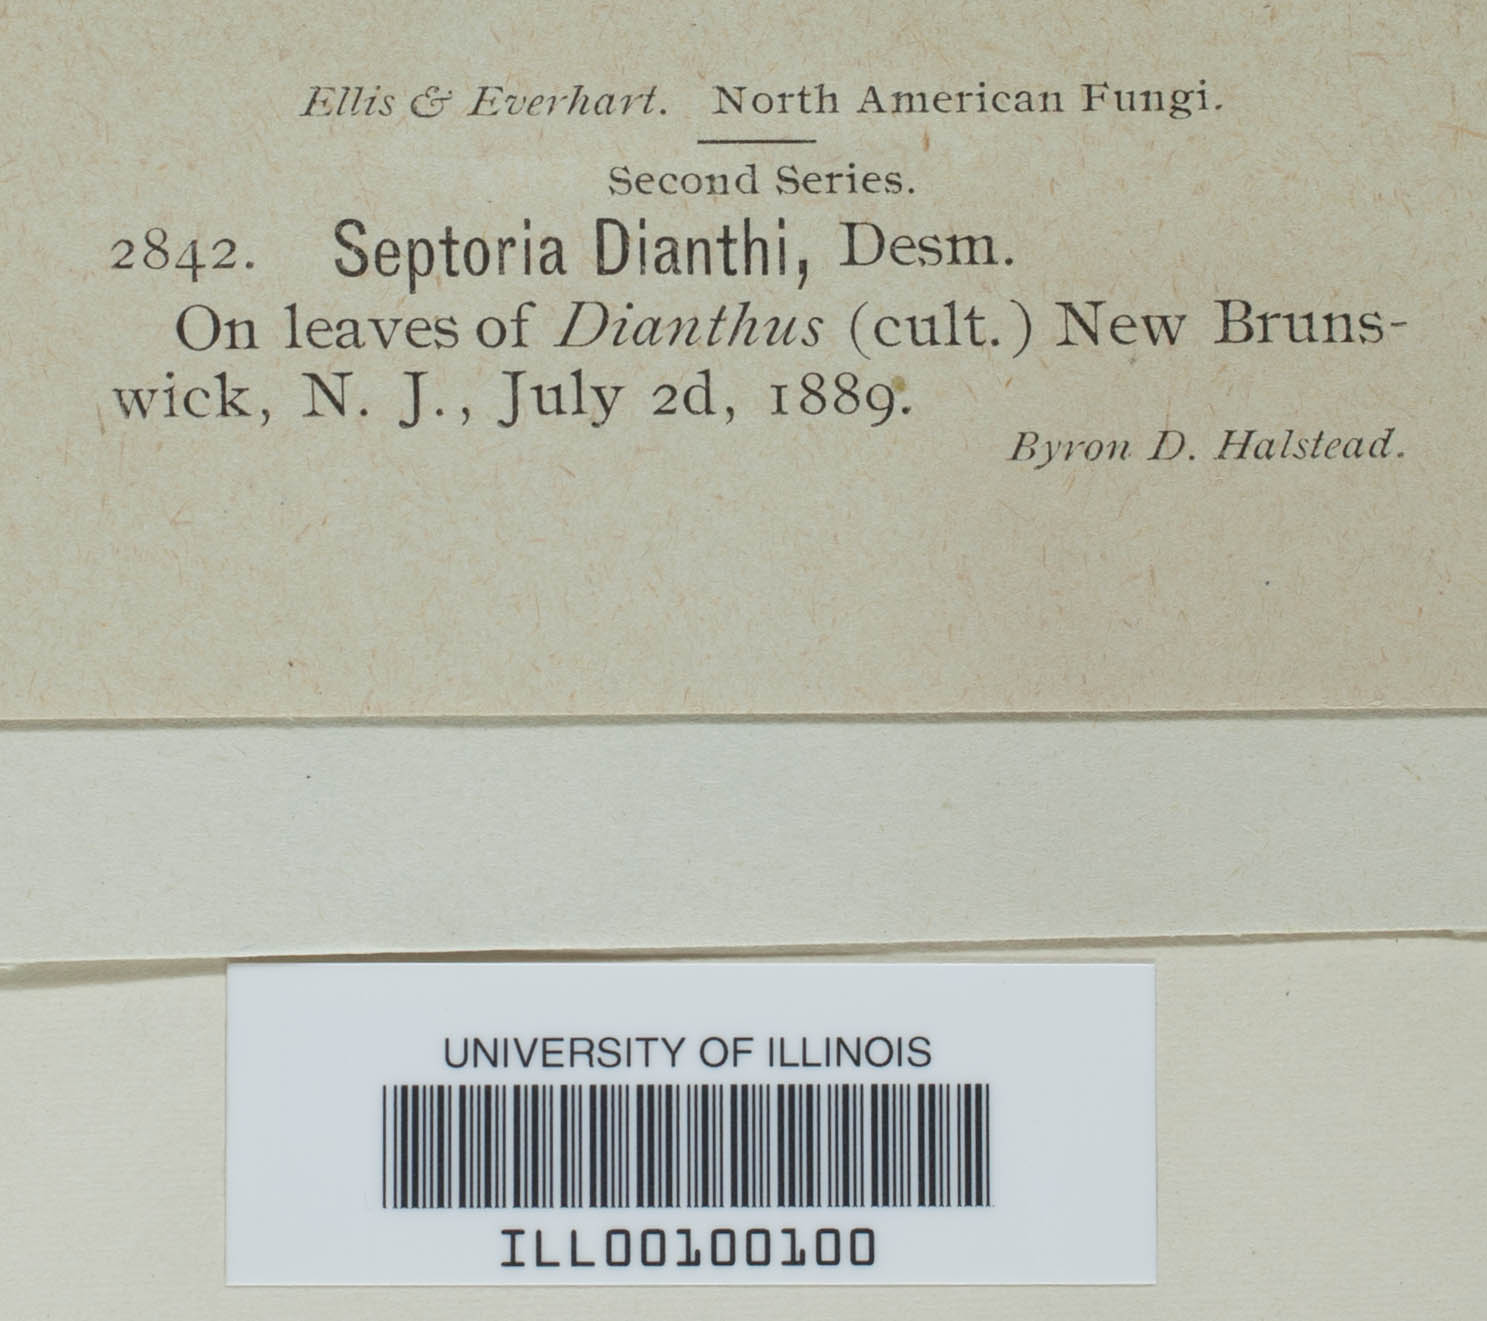 Ellis & Everhart. North American Fungi.
Second Series.
2842. Septoria Dianthi, Desm.
On leaves of Dianthus (cult.) New Bruns-
wick, N. J., July 2d, 1889.
Byron D. Halstead.
UNIVERSITY OF ILLINOIS
ILL00100100